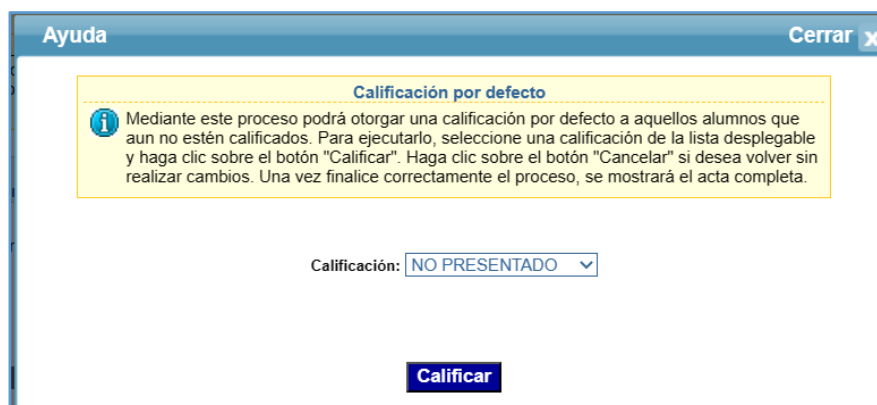 Ayuda
Cerrar x
Calificación por defecto
Mediante este proceso podrá otorgar una calificación por defecto a aquellos alumnos que
aun no estén calificados. Para ejecutarlo, seleccione una calificación de la lista desplegable
y haga clic sobre el botón "Calificar". Haga clic sobre el botón "Cancelar" si desea volver sin
realizar cambios. Una vez finalice correctamente el proceso, se mostrará el acta completa.
Calificación: NO PRESENTADO
Calificar